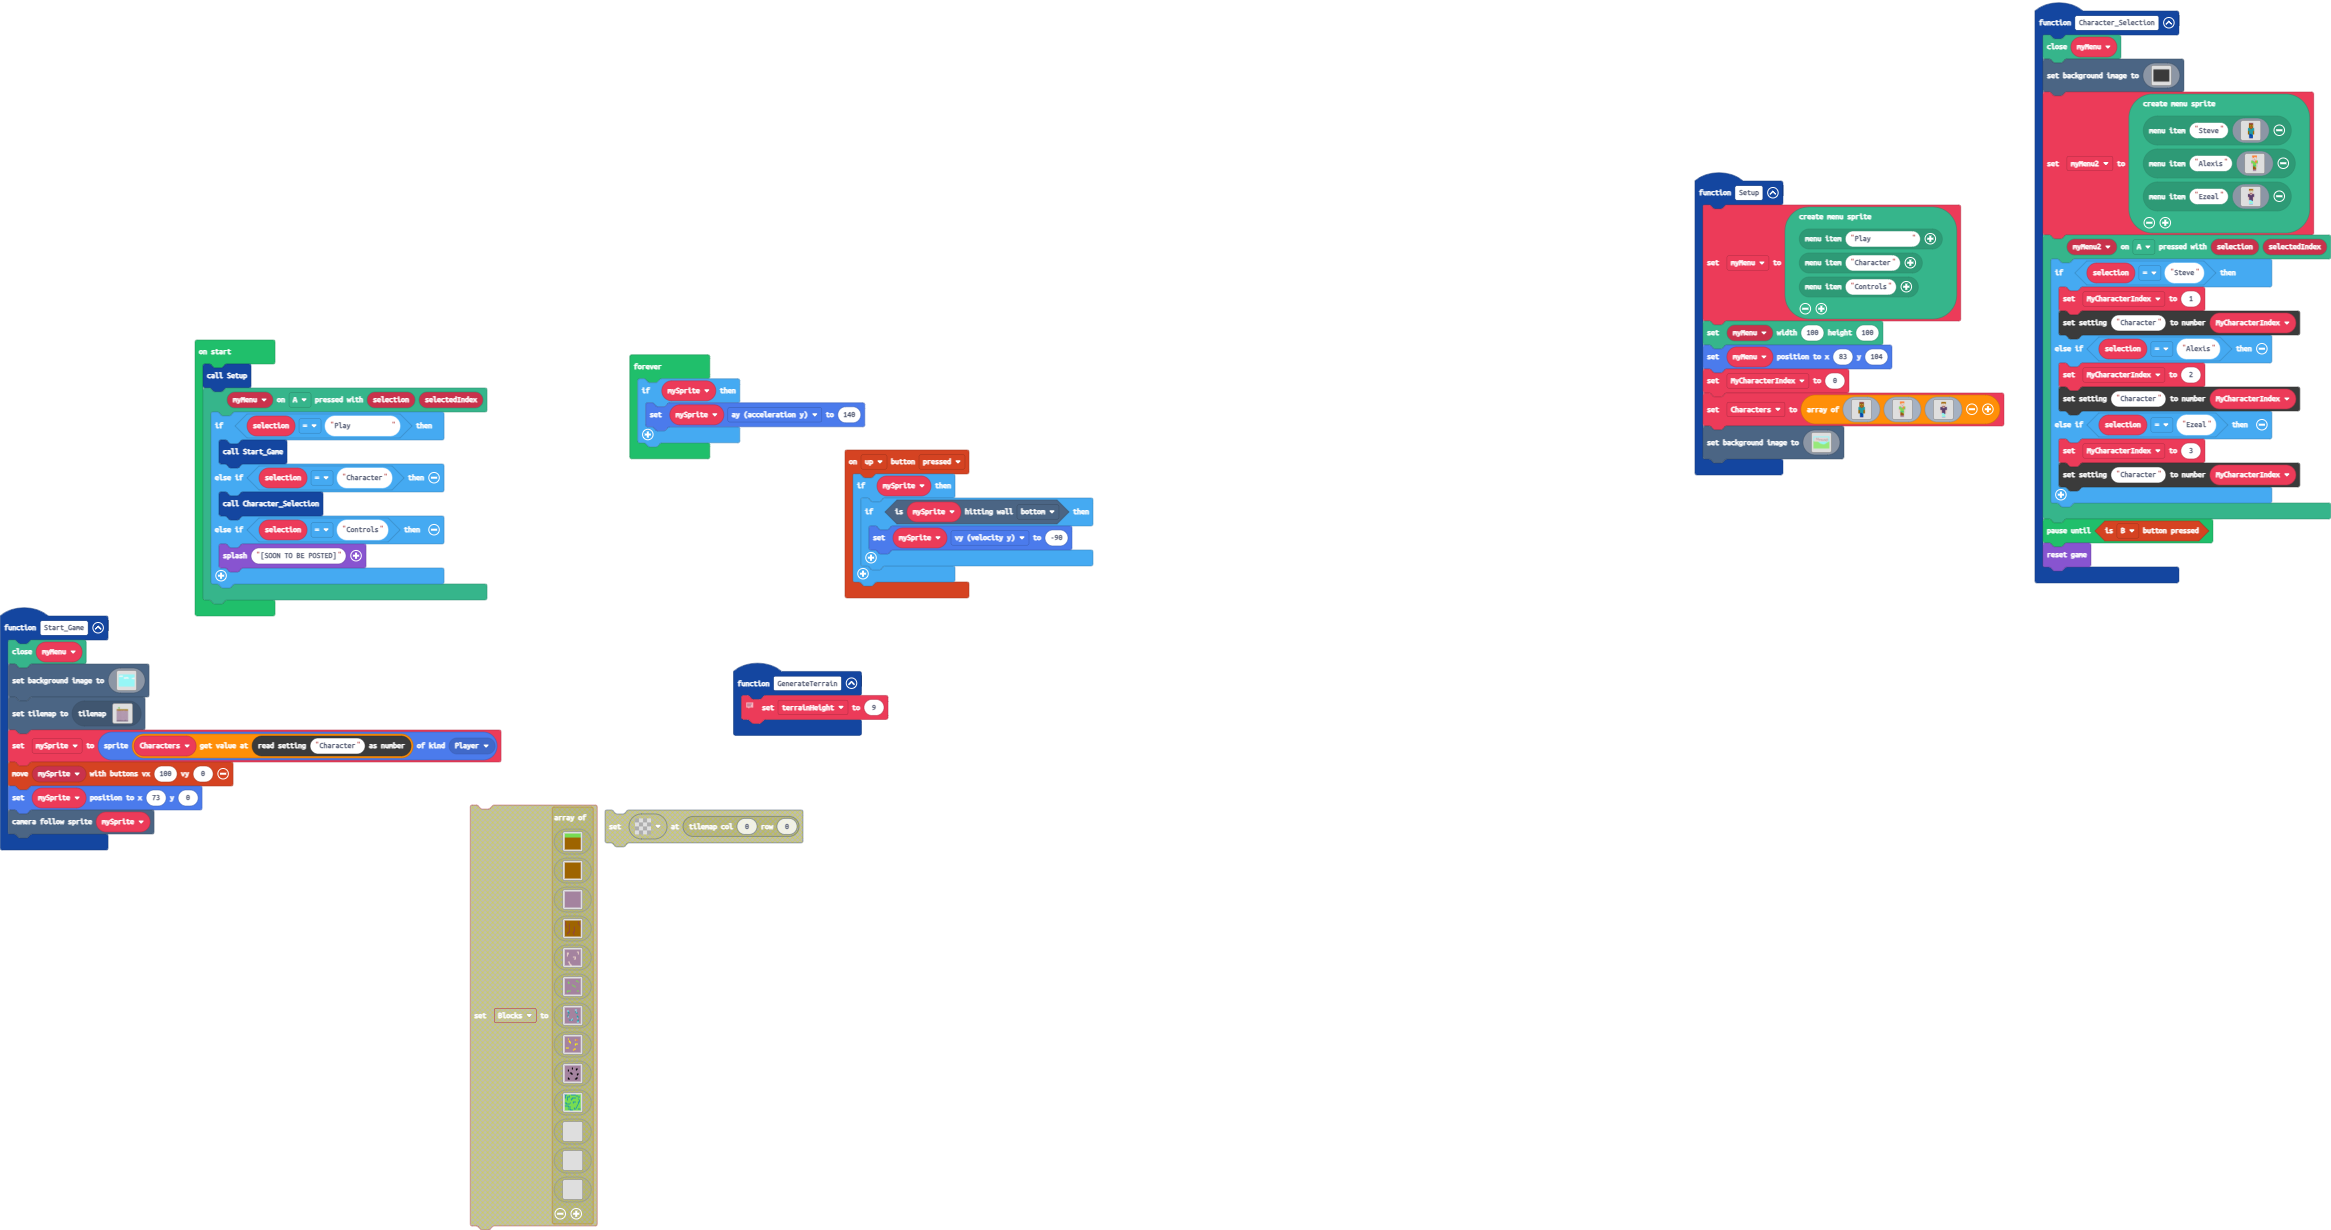 on start
call Setup
myMenu on A pressed with selection selectedIndex
if selection = "Play " then
call Start_Game
else if selection = "Character" then
call Character_Selection
else if selection = "Controls" then
splash "[SOON TO BE POSTED]"
function Start_Game
close myMenu
set background image to
set tilemap to tilemap
set mySprite to sprite Characters get value at read setting "Character" as number of kind Player
move mySprite with buttons vx 100 vy 0
set mySprite position to x 73 y 0
camera follow sprite mySprite
forever
if mySprite then
set mySprite ay (acceleration y) to 140
on up button pressed
if mySprite then
if is mySprite hitting wall bottom then
set mySprite vy (velocity y) to -90
function GenerateTerrain
set terrainHeight to 9
array of
set Blocks to
set at tilemap col 0 row 0
function Setup
create menu sprite
menu item "Play "
set myMenu to menu item "Character"
menu item "Controls"
set myMenu width 100 height 100
set myMenu position to x 83 y 104
set MyCharacterIndex to 0
set Characters to array of
set background image to
function Character_Selection
close myMenu
set background image to
create menu sprite
menu item "Steve"
set myMenu2 to menu item "Alexis"
menu item "Ezeal"
myMenu2 on A pressed with selection selectedIndex
if selection = "Steve" then
set MyCharacterIndex to 1
set setting "Character" to number MyCharacterIndex
else if selection = "Alexis" then
set MyCharacterIndex to 2
set setting "Character" to number MyCharacterIndex
else if selection = "Ezeal" then
set MyCharacterIndex to 3
set setting "Character" to number MyCharacterIndex
pause until is B button pressed
reset game